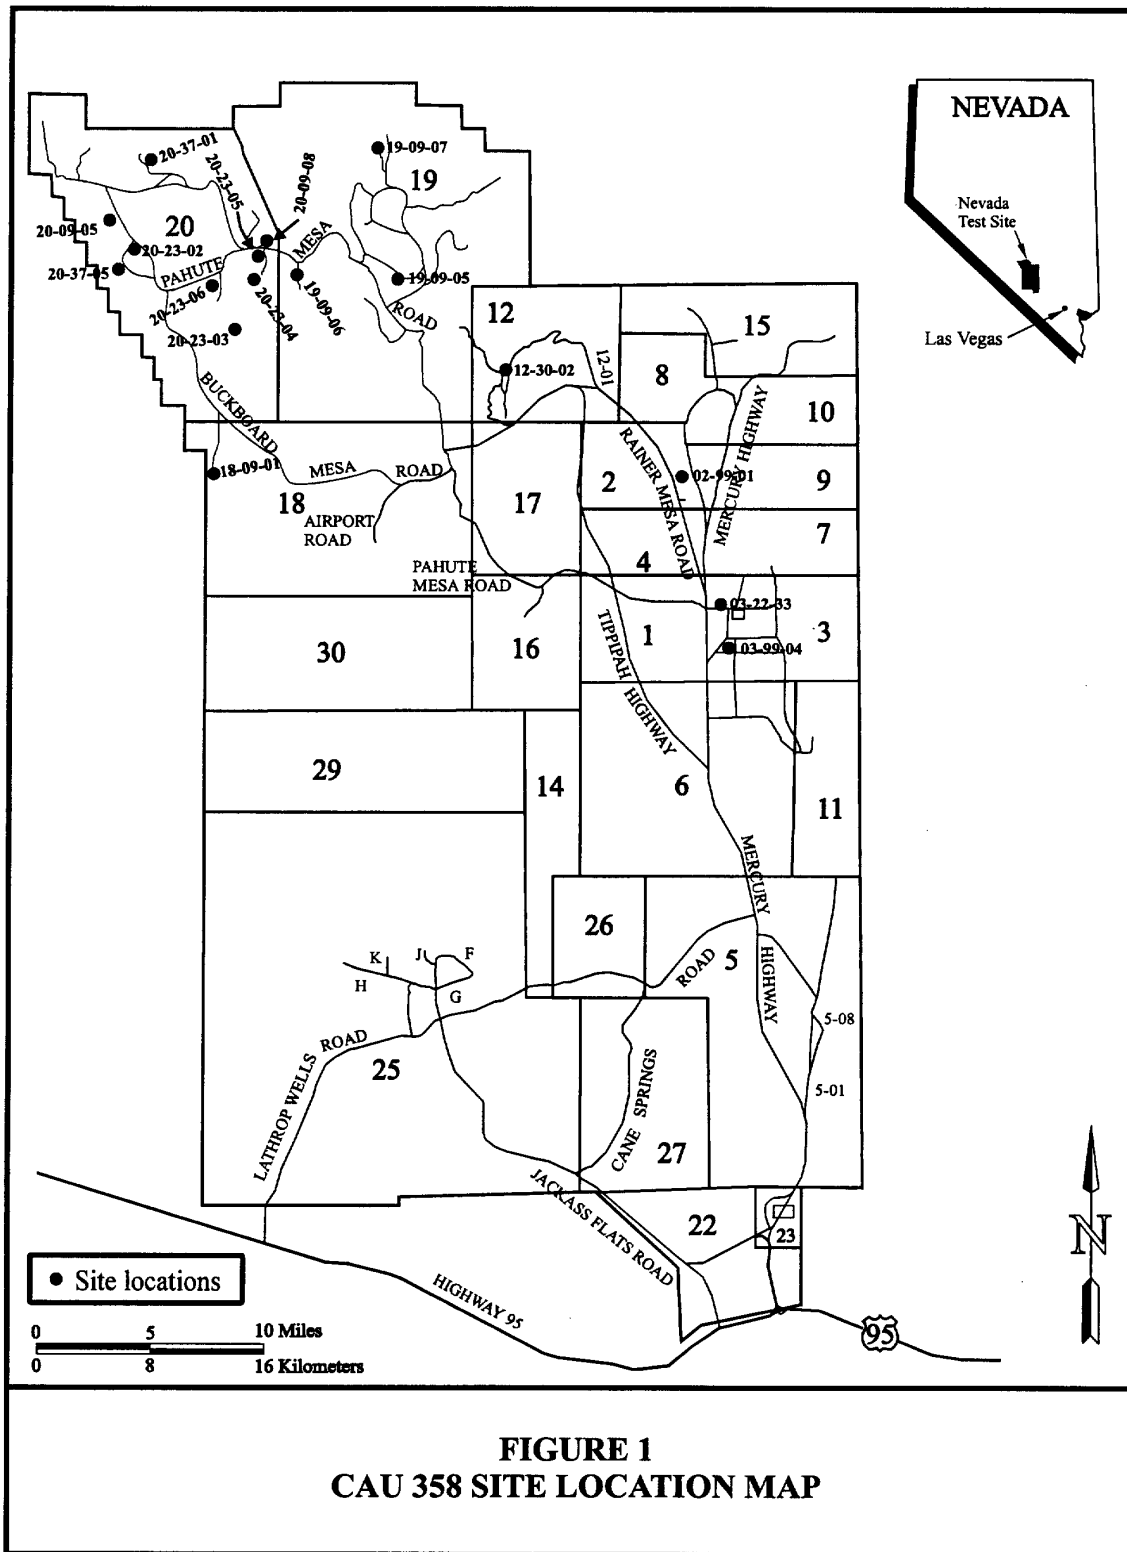 NEVADA
Nevada
Test Site
Las Vegas
20-37-01
20-23-05
20-09-08
19-09-07
19
20
20-09-05
20-23-02
20-37-05
PAHUTE
MESA
ROAD
20-23-06
20-23-04
19-09-06
19-09-05
20-23-03
12
15
12-30-02
12-01
8
10
BUCKBOARD
MESA
ROAD
18-09-01
18
AIRPORT
ROAD
17
2
RAINER MESA ROAD
02-99-01
MERCURY HIGHWAY
9
7
4
PAHUTE
MESA ROAD
03-22-33
TIPPIPAH HIGHWAY
1
3
03-99-04
30
16
29
14
6
11
MERCURY
HIGHWAY
26
ROAD
5
K
J
F
H
G
5-08
LATHROP WELLS ROAD
25
CANE SPRINGS
5-01
27
JACKASS FLATS ROAD
22
23
N
Site locations
HIGHWAY 95
95
0 5 10 Miles
0 8 16 Kilometers
FIGURE 1
CAU 358 SITE LOCATION MAP